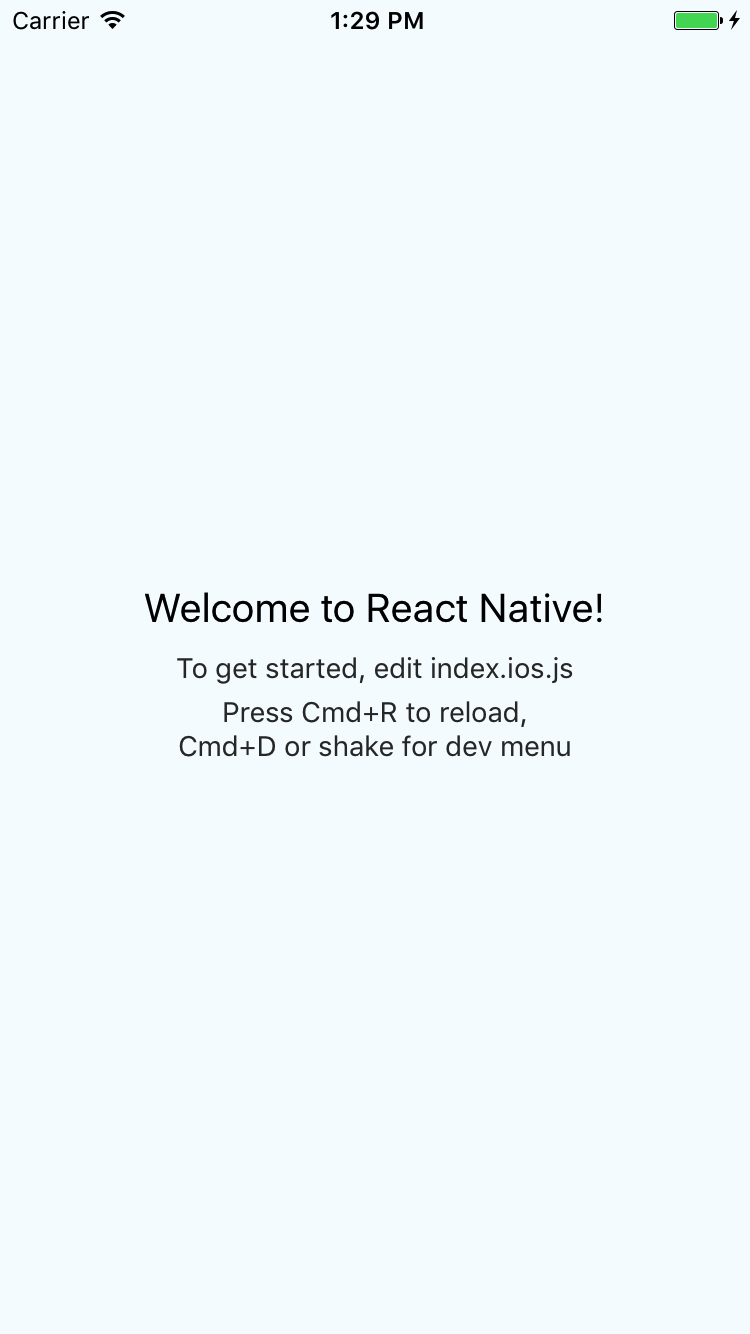 Carrier 1:29 PM
Welcome to React Native!
To get started, edit index.ios.js
Press Cmd+R to reload,
Cmd+D or shake for dev menu